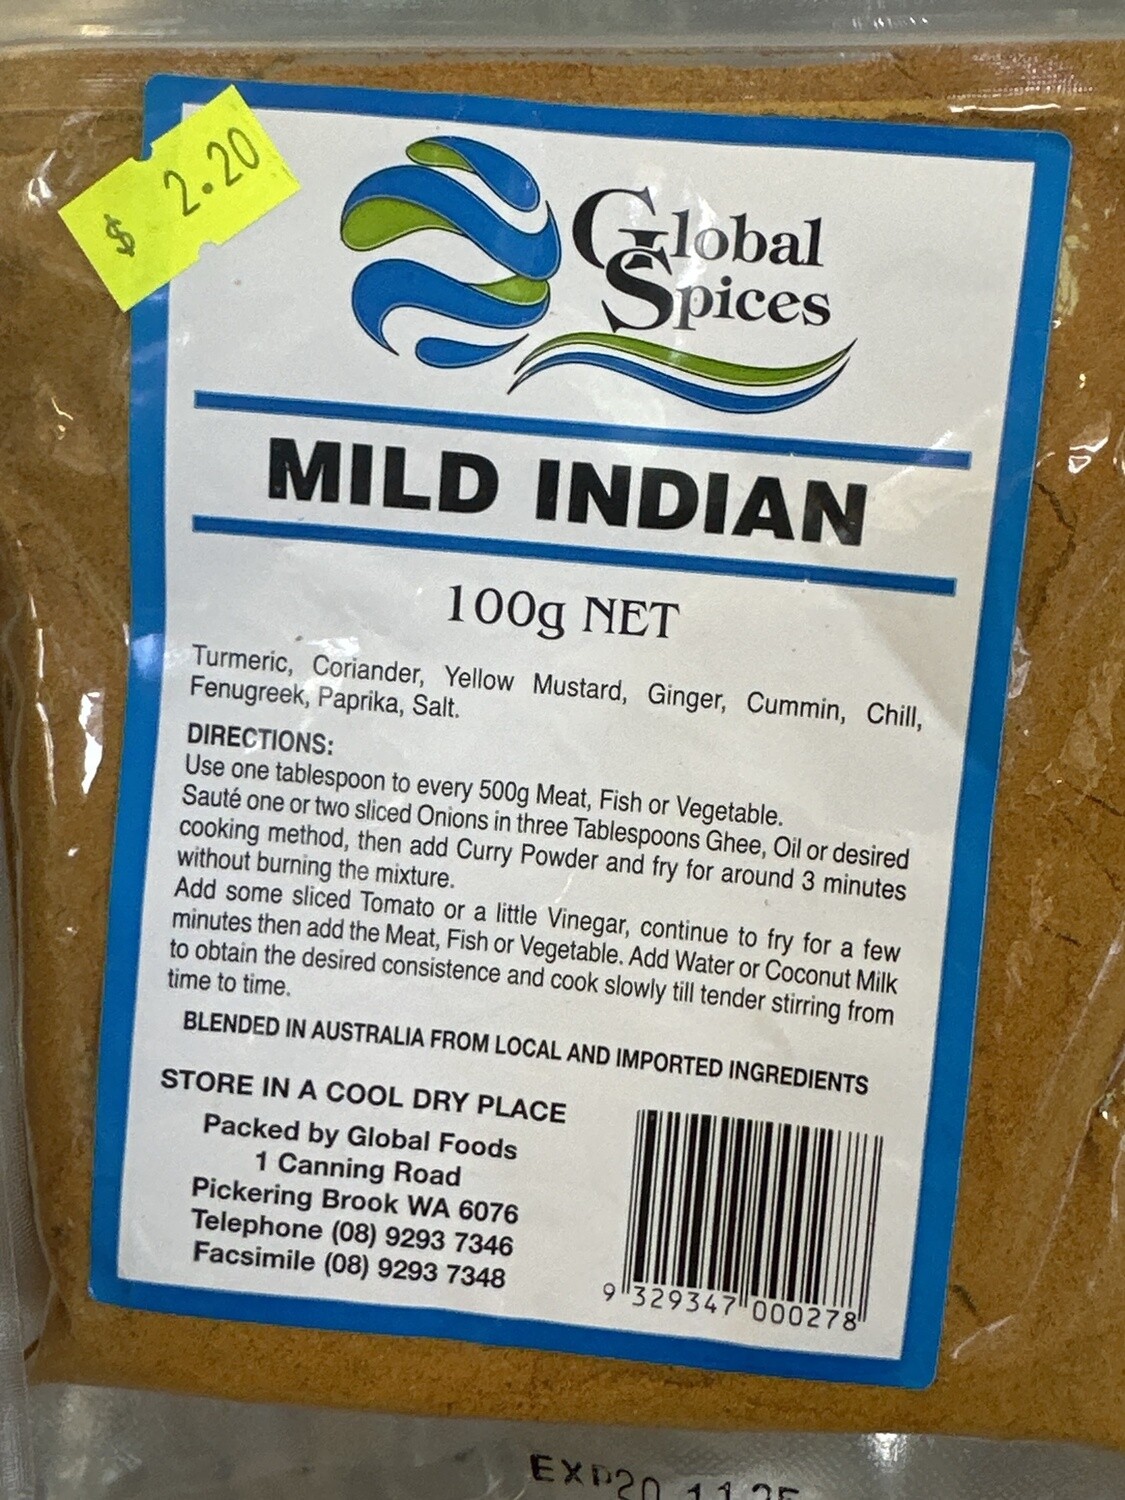 $ 2.20
Global
Spices
MILD INDIAN
100g NET
Turmeric, Coriander, Yellow Mustard, Ginger, Cummin, Chill,
Fenugreek, Paprika, Salt.
DIRECTIONS:
Use one tablespoon to every 500g Meat, Fish or Vegetable.
Sauté one or two sliced Onions in three Tablespoons Ghee, Oil or desired
cooking method, then add Curry Powder and fry for around 3 minutes
without burning the mixture.
Add some sliced Tomato or a little Vinegar, continue to fry for a few
minutes then add the Meat, Fish or Vegetable. Add Water or Coconut Milk
to obtain the desired consistence and cook slowly till tender stirring from
time to time.
BLENDED IN AUSTRALIA FROM LOCAL AND IMPORTED INGREDIENTS
STORE IN A COOL DRY PLACE
Packed by Global Foods
1 Canning Road
Pickering Brook WA 6076
Telephone (08) 9293 7346
Facsimile (08) 9293 7348
9 329347 000278
EXP20 11 25